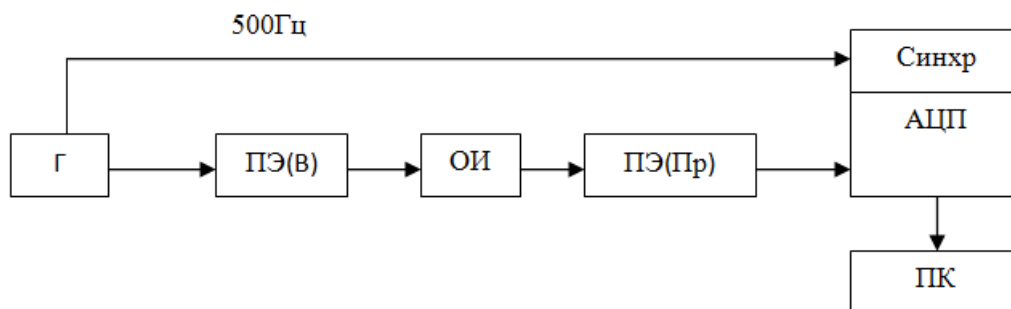 500Гц
Синхр
АЦП
Г
ПЭ(В)
ОИ
ПЭ(Пр)
ПК